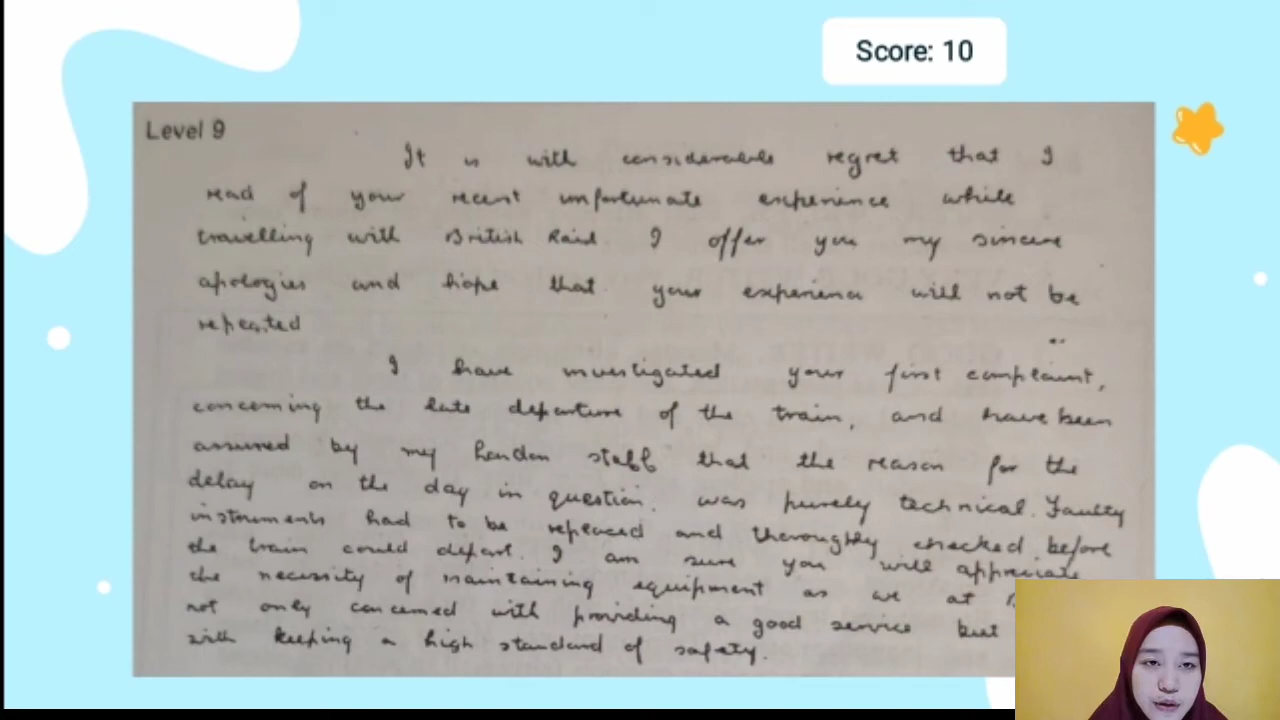 Score: 10
Level 9
It is with considerable regret that I
read of your recent unfortunate experience while
travelling with British Rail I offer you my sincere
apologies and hope that your experience will not be
repeated
I have investigated your first complaint,
concerning the late departure of the train, and have been
assured by my London staff that the reason for the
delay on the day in question. was purely technical. Faulty
instruments had to be replaced and thoroughly checked before
the train could depart. I am sure you will appreciate
the necessity of maintaining equipment as we at
not only concerned with providing a good service but
with keeping a high standard of safety.